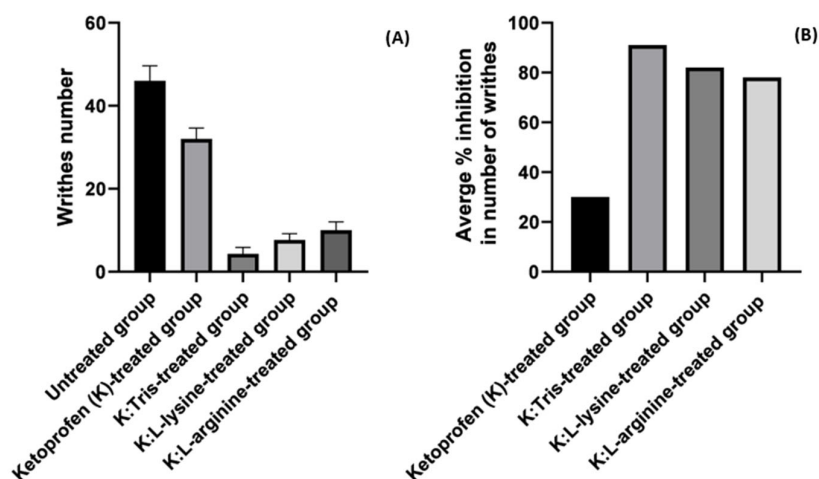 (A)
Writhes number
60
40
20
0
Untreated group
Ketoprofen (K)-treated group
K:Tris-treated group
K:L-lysine-treated group
K:L-arginine-treated group
(B)
Averge % inhibition
in number of writhes
100
80
60
40
20
0
Ketoprofen (K)-treated group
K:Tris-treated group
K:L-lysine-treated group
K:L-arginine-treated group